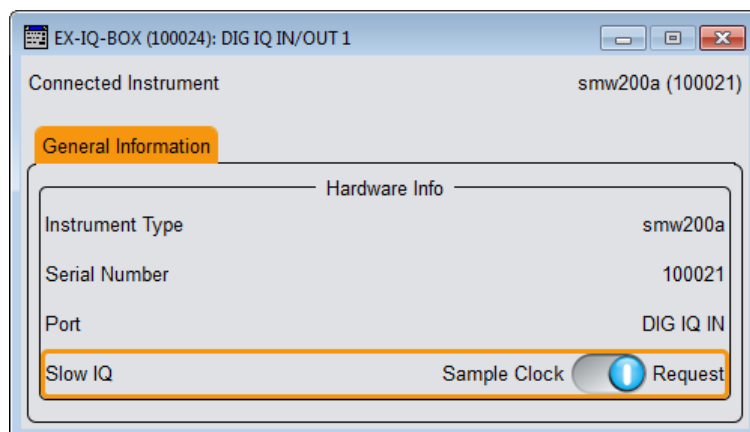 EX-IQ-BOX (100024): DIG IQ IN/OUT 1
Connected Instrument smw200a (100021)
General Information
Hardware Info
Instrument Type smw200a
Serial Number 100021
Port DIG IQ IN
Slow IQ Sample Clock Request